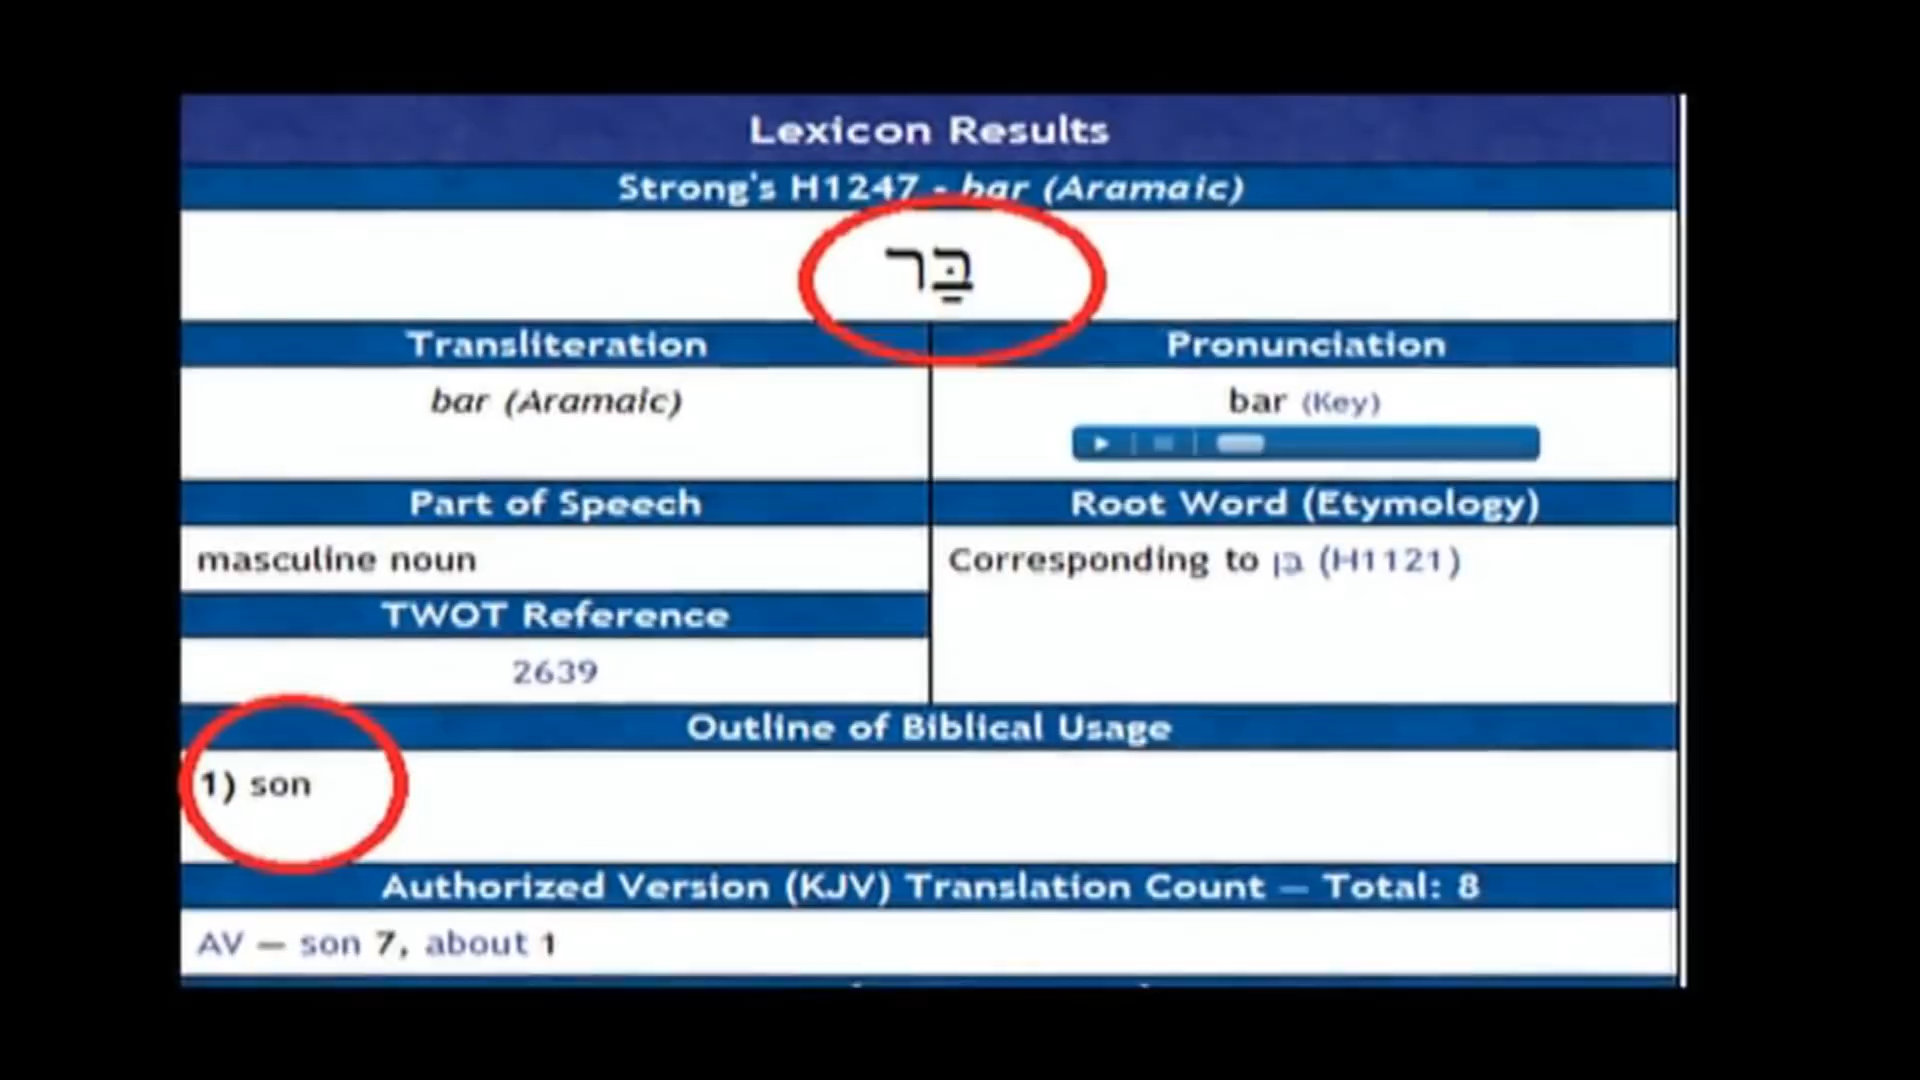 Lexicon Results
Strong's H1247 - bar (Aramaic)
בַּר
Transliteration
Pronunciation
bar (Aramaic)
bar (Key)
Part of Speech
Root Word (Etymology)
masculine noun
Corresponding to בן (H1121)
TWOT Reference
2639
Outline of Biblical Usage
1) son
Authorized Version (KJV) Translation Count — Total: 8
AV — son 7, about 1